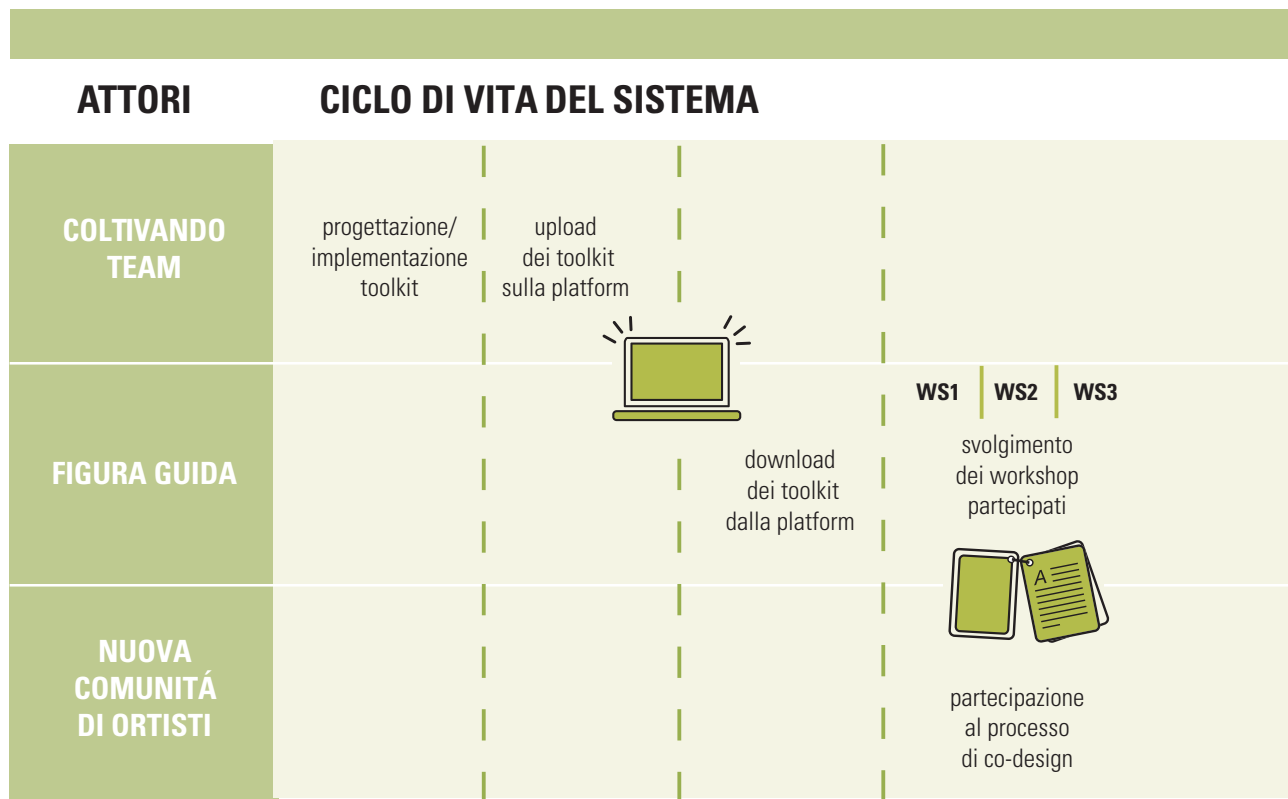 ATTORI
CICLO DI VITA DEL SISTEMA
COLTIVANDO
TEAM
progettazione/
implementazione
toolkit
upload
dei toolkit
sulla platform
FIGURA GUIDA
download
dei toolkit
dalla platform
WS1 WS2 WS3
svolgimento
dei workshop
partecipati
A
NUOVA
COMUNITÁ
DI ORTISTI
partecipazione
al processo
di co-design